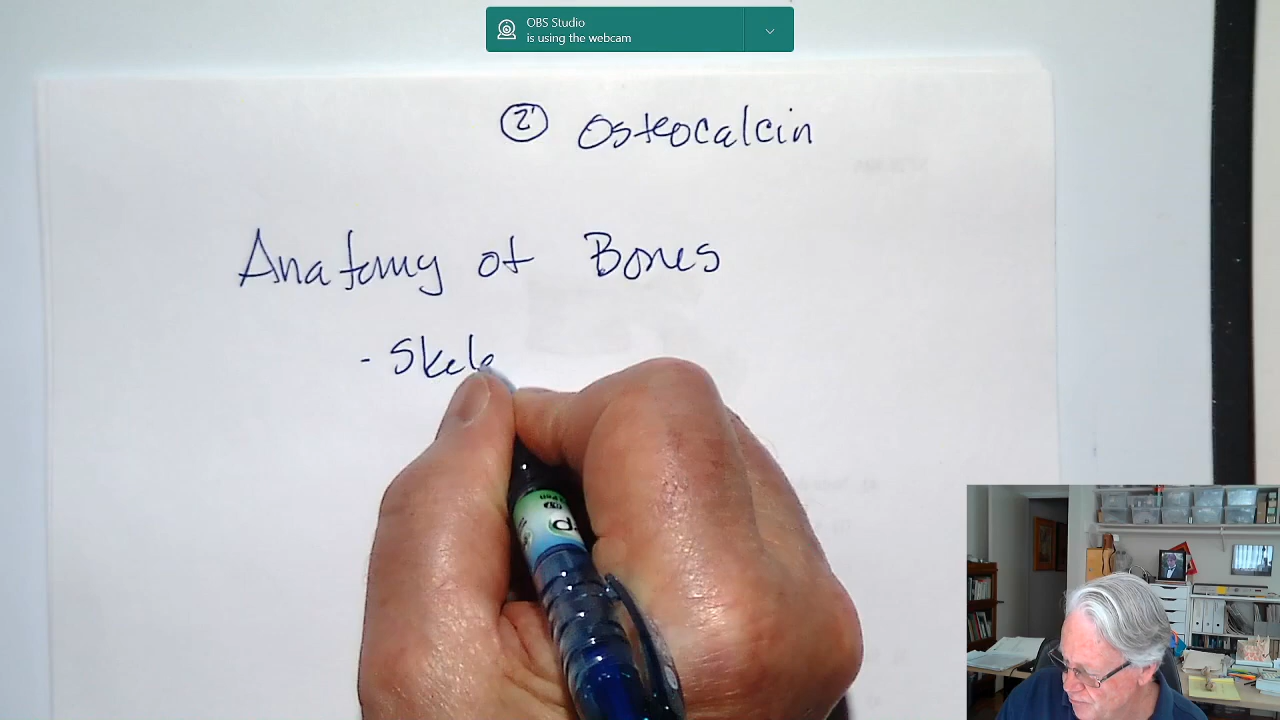 OBS Studio
is using the webcam
② Osteocalcin
Anatomy of Bones
- Skele